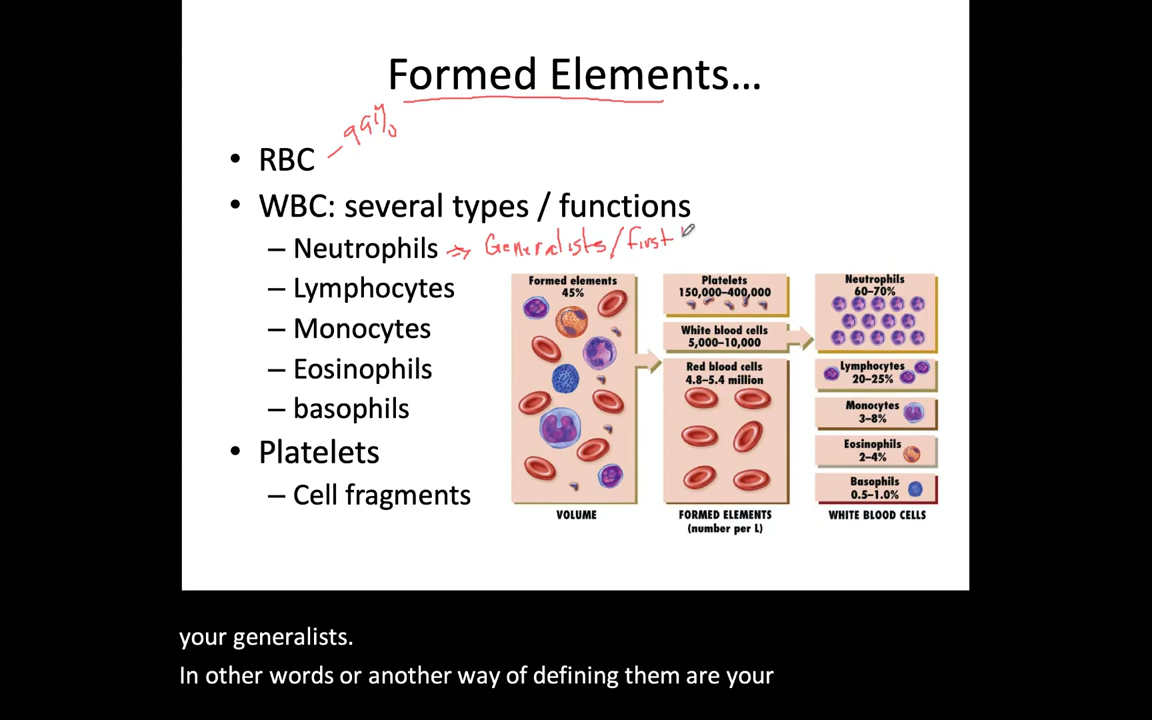 Formed Elements...
99%
• RBC
• WBC: several types / functions
– Neutrophils → Generalists/first
– Lymphocytes
– Monocytes
– Eosinophils
– basophils
• Platelets
– Cell fragments
Formed elements
45%
VOLUME
Platelets
150,000–400,000
White blood cells
5,000–10,000
Red blood cells
4.8–5.4 million
FORMED ELEMENTS
(number per L)
Neutrophils
60–70%
Lymphocytes
20–25%
Monocytes
3–8%
Eosinophils
2–4%
Basophils
0.5–1.0%
WHITE BLOOD CELLS
your generalists.
In other words or another way of defining them are your